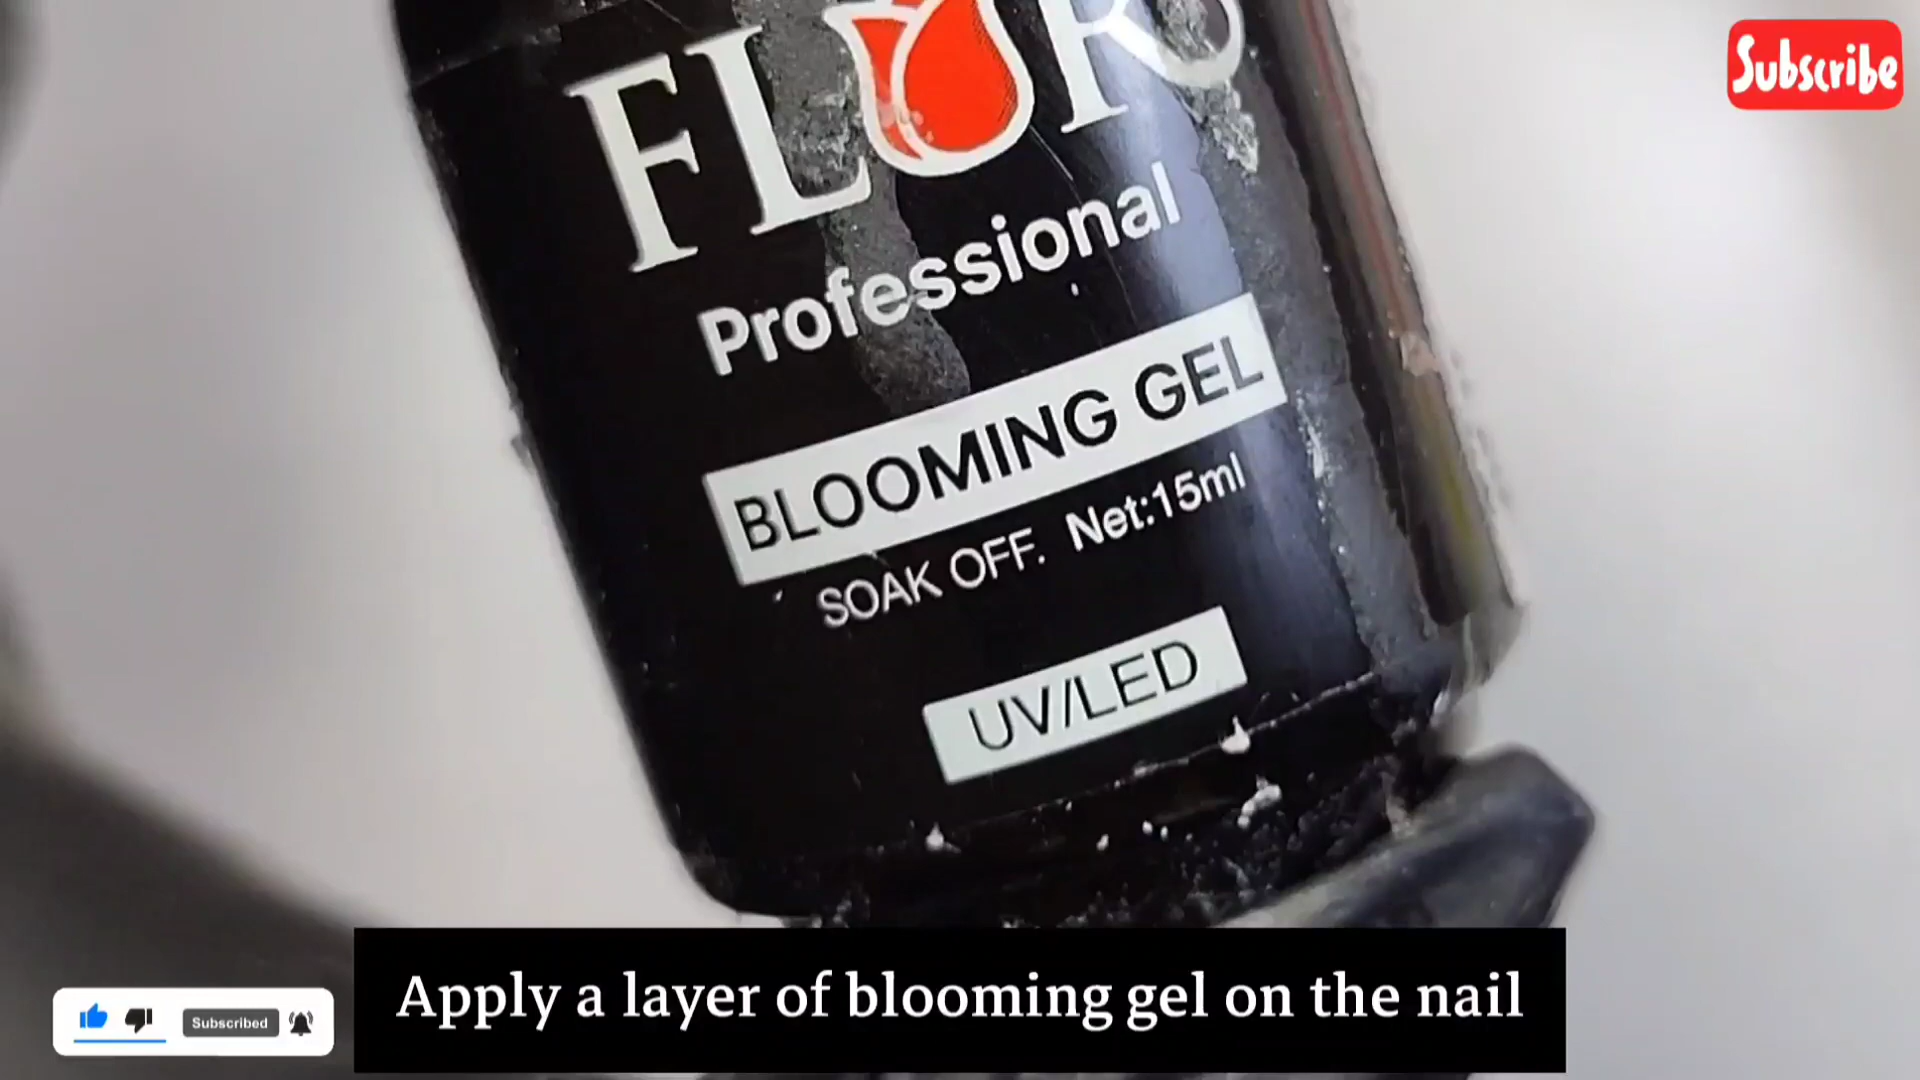 Subscribe
Professional
BLOOMING GEL
SOAK OFF. Net:15ml
UV/LED
Apply a layer of blooming gel on the nail
Subscribed